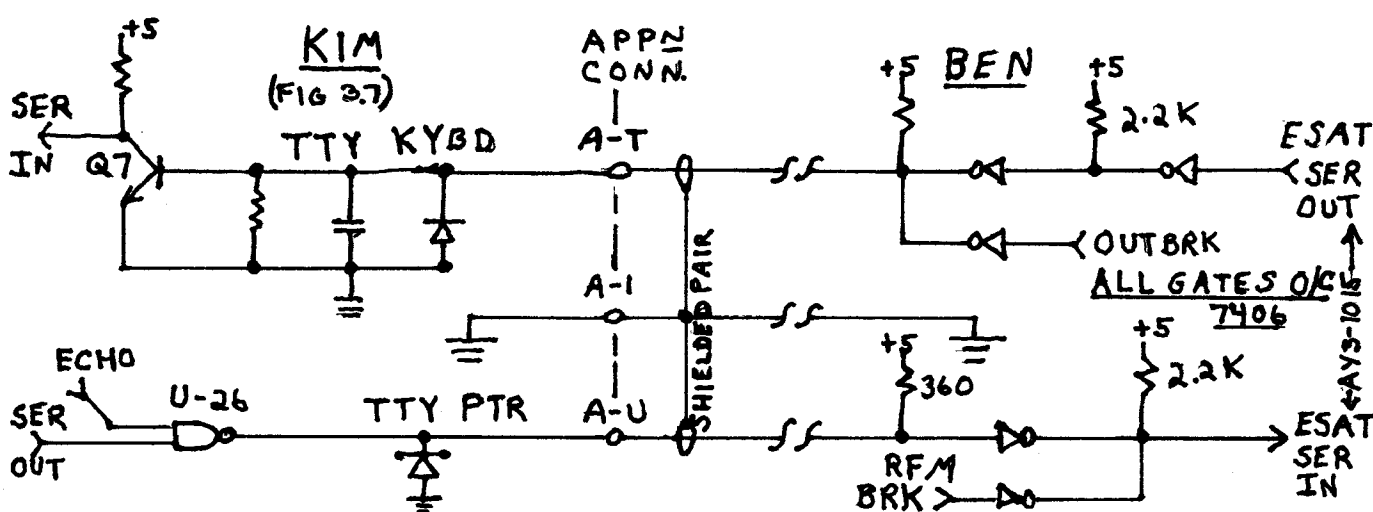 +5
KIM
(FIG 3.7)
APPN
CONN.
+5
BEN
+5
2.2K
SER
IN
Q7
TTY KYBD
A-T
ESAT
SER
OUT
OUTBRK
A-1
SHIELDED PAIR
ALL GATES O/C
7406
AY3-1015
ECHO
U-26
SER
OUT
TTY PTR
A-U
+5
360
+5
2.2K
RFM
BRK
ESAT
SER
IN